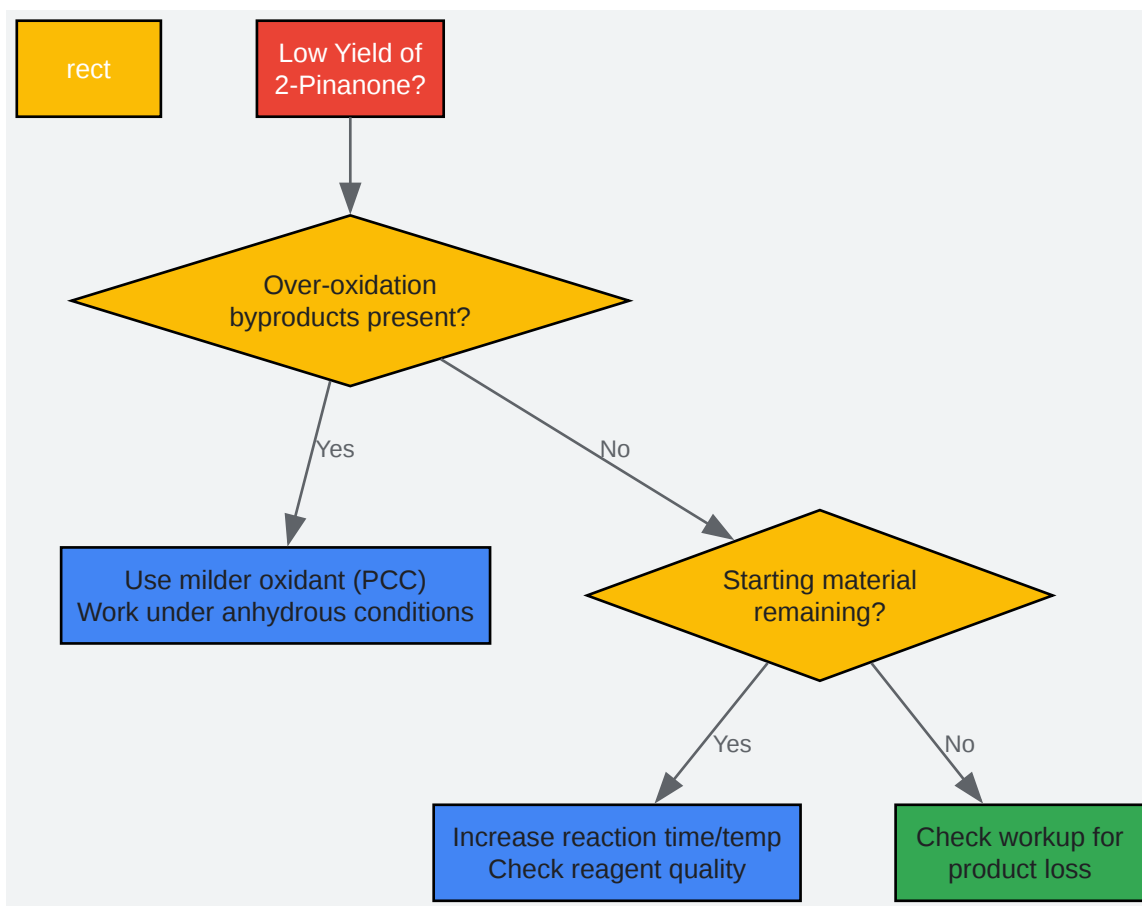 rect
Low Yield of
2-Pinanone?
Over-oxidation
byproducts present?
Yes
No
Use milder oxidant (PCC)
Work under anhydrous conditions
Starting material
remaining?
Yes
No
Increase reaction time/temp
Check reagent quality
Check workup for
product loss